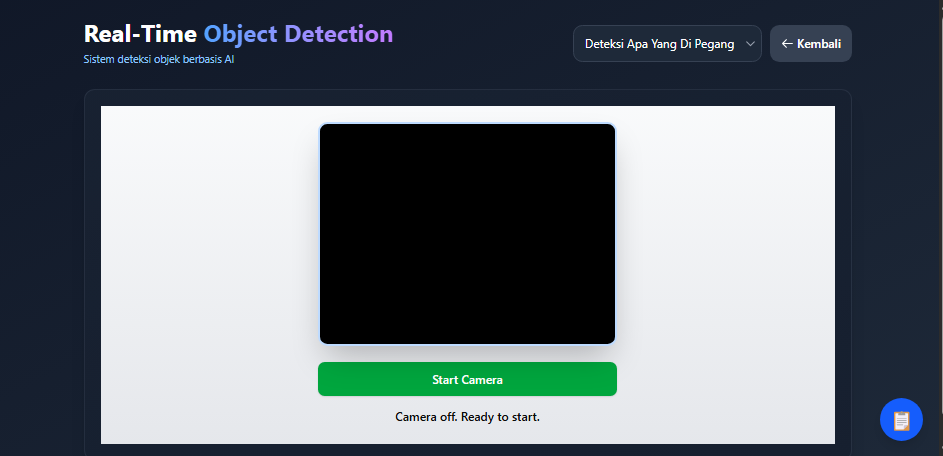 Real-Time Object Detection
Sistem deteksi objek berbasis AI
Deteksi Apa Yang Di Pegang
← Kembali
Start Camera
Camera off. Ready to start.